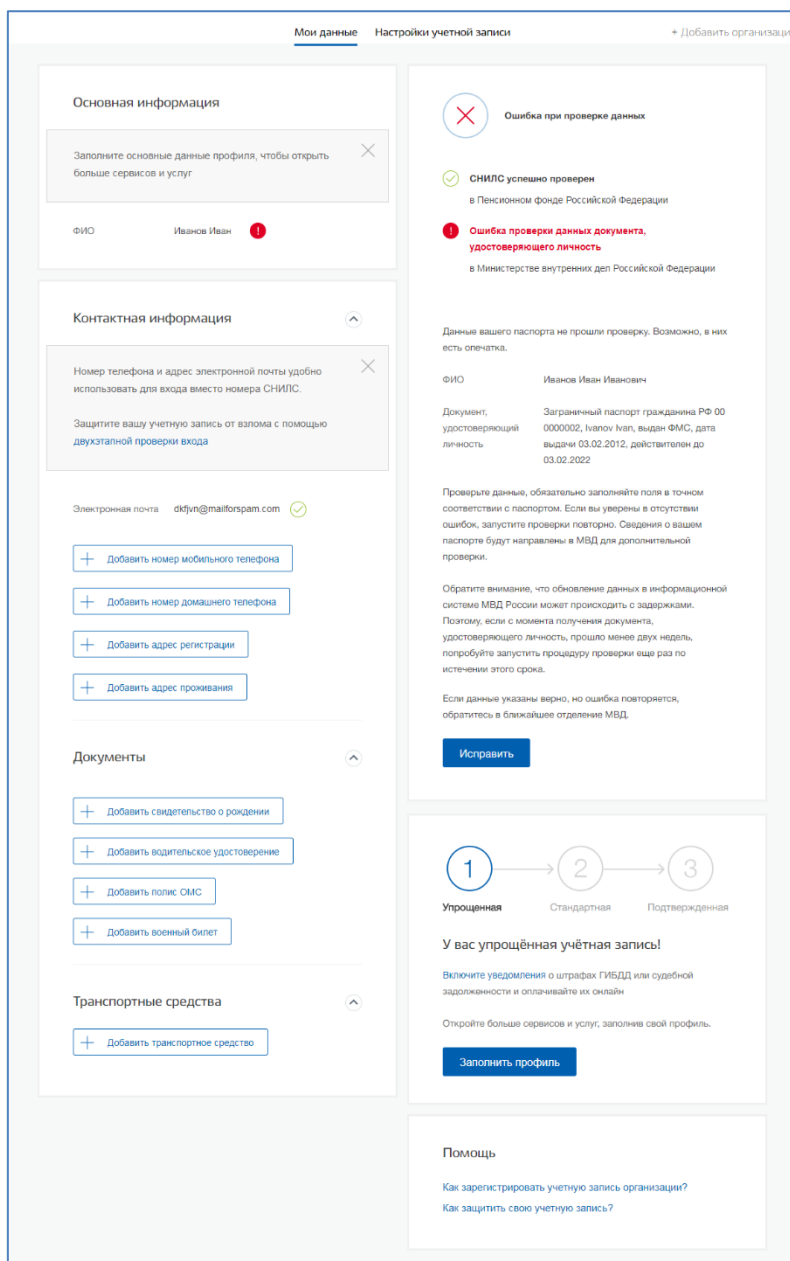 Мои данные
Настройки учетной записи
+ Добавить организаци
Основная информация
Заполните основные данные профиля, чтобы открыть
больше сервисов и услуг
ФИО
Иванов Иван
!
Контактная информация
Номер телефона и адрес электронной почты удобно
использовать для входа вместо номера СНИЛС.
Защитите вашу учетную запись от взлома с помощью
двухэтапной проверки входа
Электронная почта
dkfjvn@mailforspam.com
Добавить номер мобильного телефона
Добавить номер домашнего телефона
Добавить адрес регистрации
Добавить адрес проживания
Документы
Добавить свидетельство о рождении
Добавить водительское удостоверение
Добавить полис ОМС
Добавить военный билет
Транспортные средства
Добавить транспортное средство
Ошибка при проверке данных
СНИЛС успешно проверен
в Пенсионном фонде Российской Федерации
!
Ошибка проверки данных документа,
удостоверяющего личность
в Министерстве внутренних дел Российской Федерации
Данные вашего паспорта не прошли проверку. Возможно, в них
есть опечатка.
ФИО
Иванов Иван Иванович
Документ,
удостоверяющий
личность
Заграничный паспорт гражданина РФ 00
0000002, Ivanov Ivan, выдан ФМС, дата
выдачи 03.02.2012, действителен до
03.02.2022
Проверьте данные, обязательно заполняйте поля в точном
соответствии с паспортом. Если вы уверены в отсутствии
ошибок, запустите проверки повторно. Сведения о вашем
паспорте будут направлены в МВД для дополнительной
проверки.
Обратите внимание, что обновление данных в информационной
системе МВД России может происходить с задержками.
Поэтому, если с момента получения документа,
удостоверяющего личность, прошло менее двух недель,
попробуйте запустить процедуру проверки еще раз по
истечении этого срока.
Если данные указаны верно, но ошибка повторяется,
обратитесь в ближайшее отделение МВД.
Исправить
1
2
3
Упрощенная
Стандартная
Подтвержденная
У вас упрощённая учётная запись!
Включите уведомления о штрафах ГИБДД или судебной
задолженности и оплачивайте их онлайн
Откройте больше сервисов и услуг, заполнив свой профиль.
Заполнить профиль
Помощь
Как зарегистрировать учетную запись организации?
Как защитить свою учетную запись?